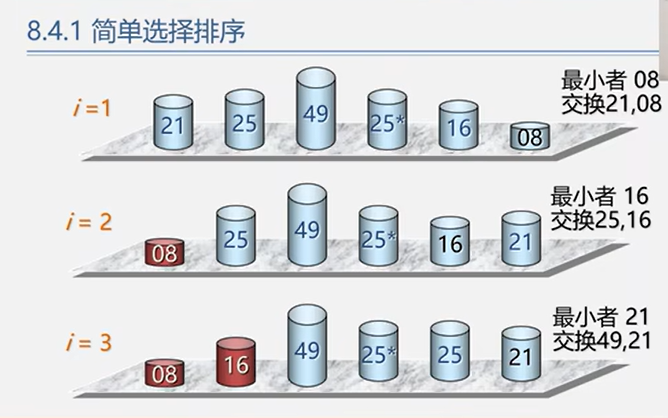 8.4.1 简单选择排序
i =1
21 25 49 25* 16 08
最小者 08
交换21,08
i = 2
08 25 49 25* 16 21
最小者 16
交换25,16
i = 3
08 16 49 25* 25 21
最小者 21
交换49,21